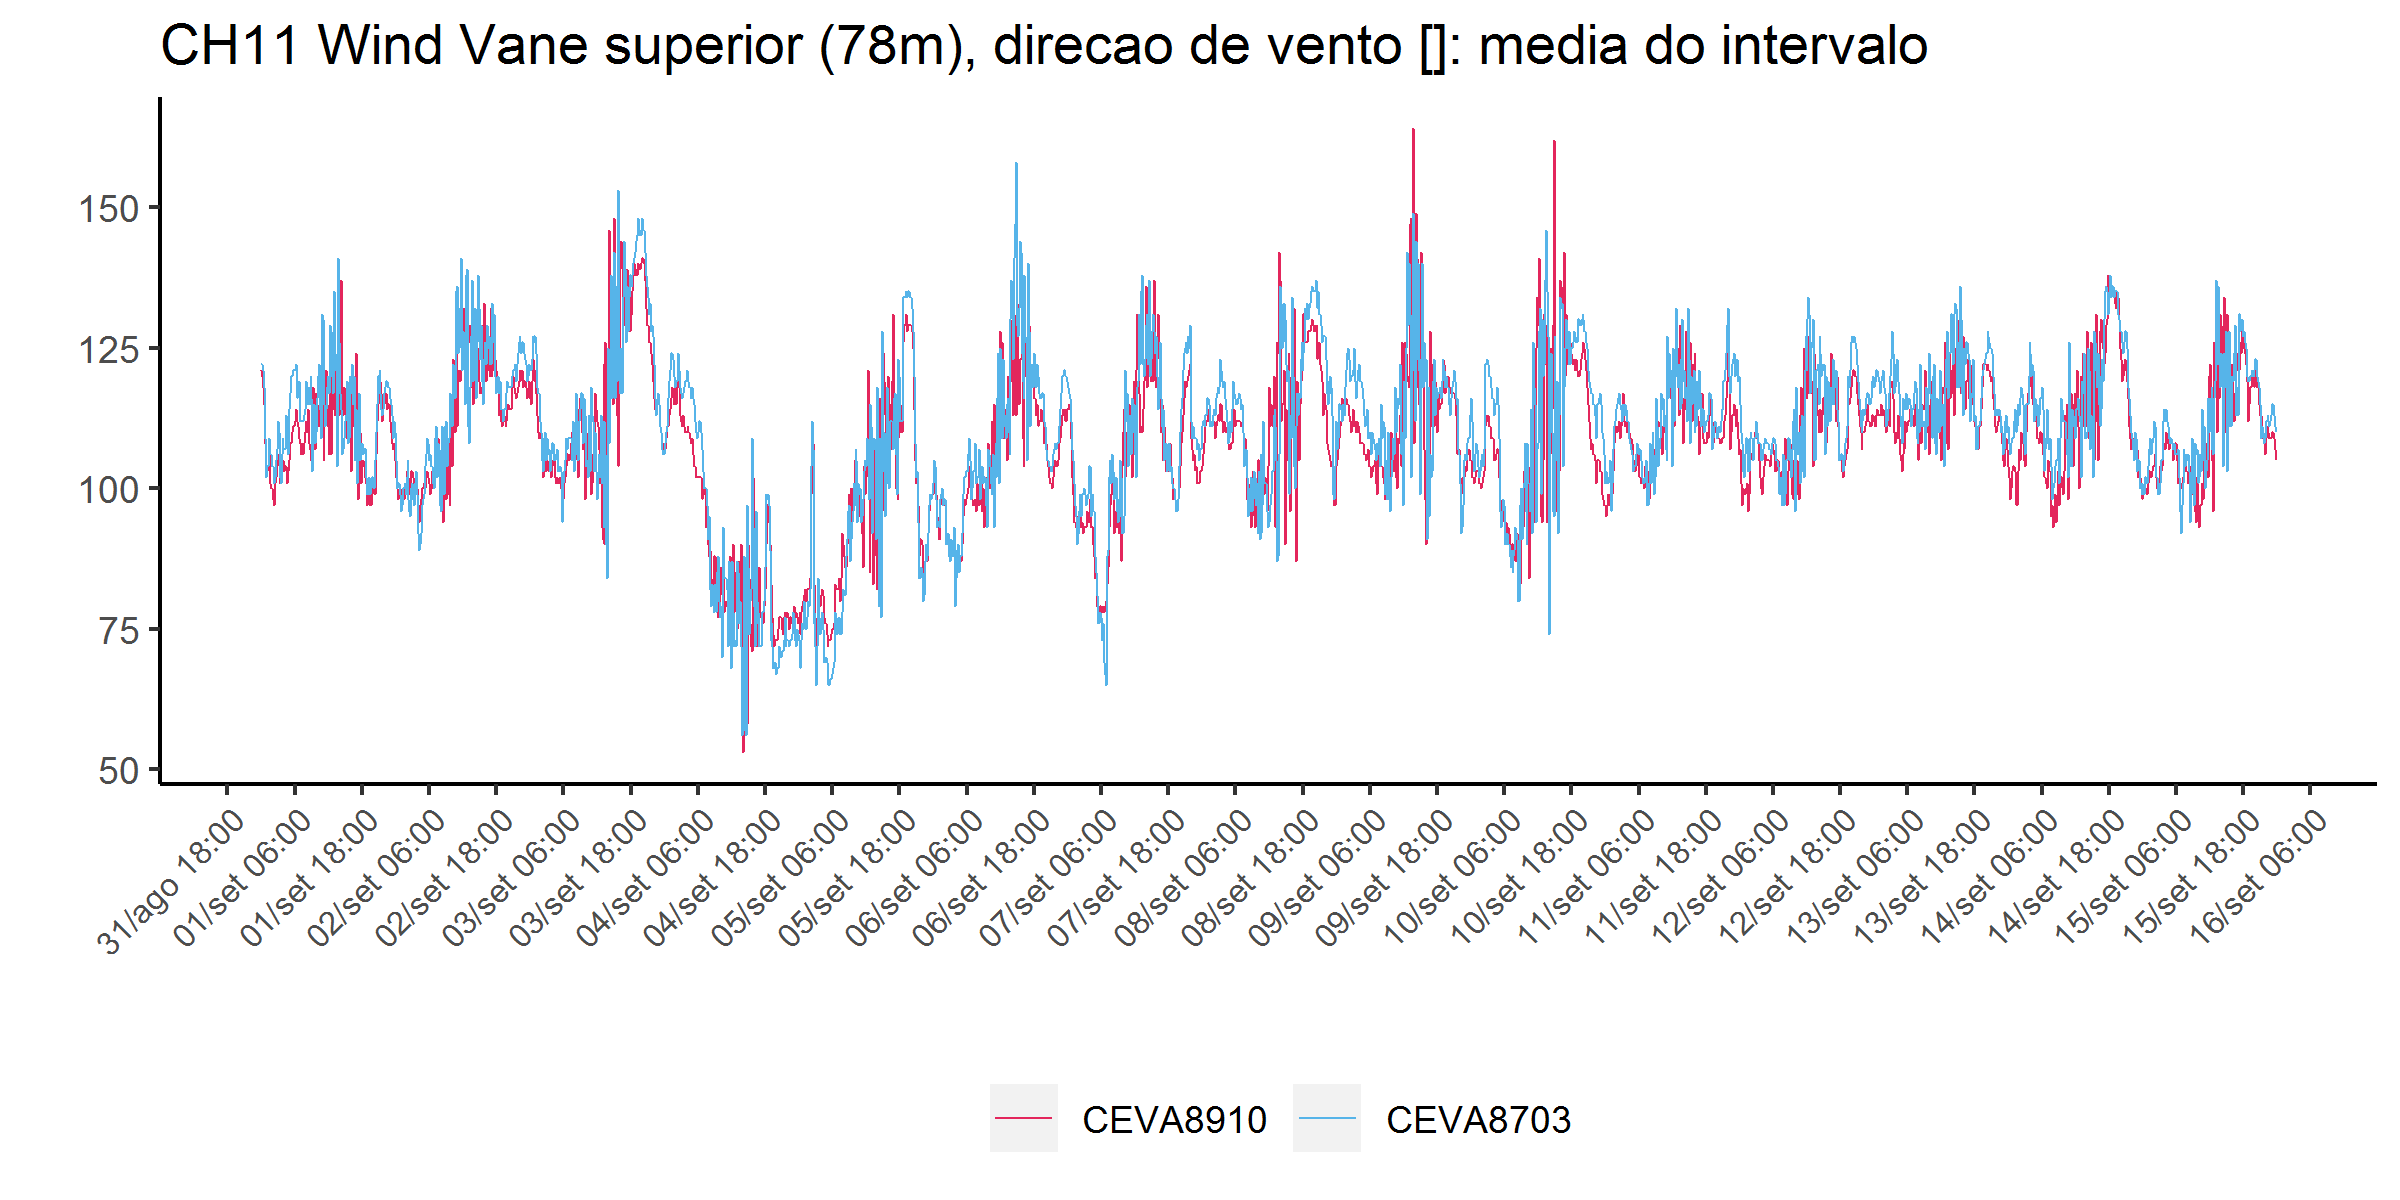 CH11 Wind Vane superior (78m), direcao de vento []: media do intervalo
150
125
100
75
50
31/ago 18:00
01/set 06:00
01/set 18:00
02/set 06:00
02/set 18:00
03/set 06:00
03/set 18:00
04/set 06:00
04/set 18:00
05/set 06:00
05/set 18:00
06/set 06:00
06/set 18:00
07/set 06:00
07/set 18:00
08/set 06:00
08/set 18:00
09/set 06:00
09/set 18:00
10/set 06:00
10/set 18:00
11/set 06:00
11/set 18:00
12/set 06:00
12/set 18:00
13/set 06:00
13/set 18:00
14/set 06:00
14/set 18:00
15/set 06:00
15/set 18:00
16/set 06:00
CEVA8910
CEVA8703